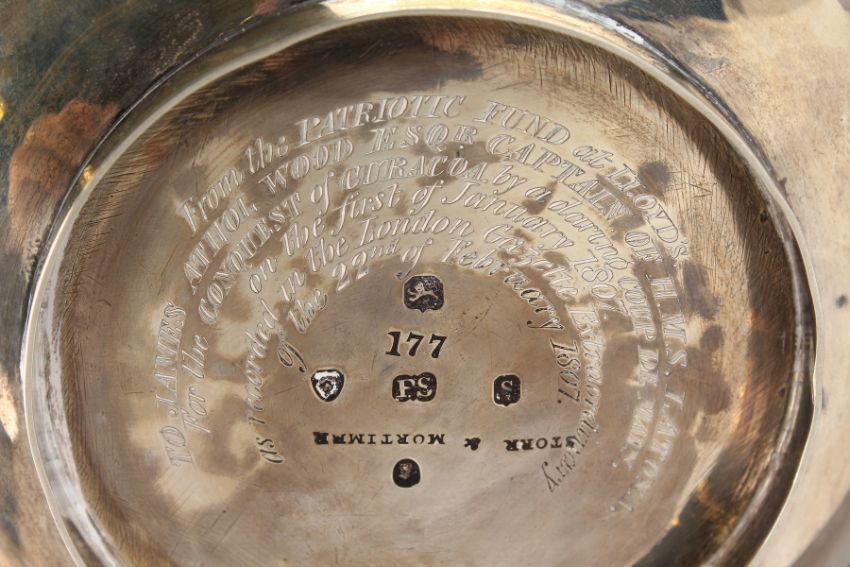 From the PATRIOTIC FUND at LLOYD'S
TO JAMES ATHOL WOOD ESQR CAPTAIN OF H.M.S. LATONA,
For the CONQUEST of CURACOA by a daring COUP DE MAIN,
on the first of January 1807
As recorded in the London Gazette Extraordinary
of the 22nd of February 1807.
177
FS
S
STORR & MORTIMER